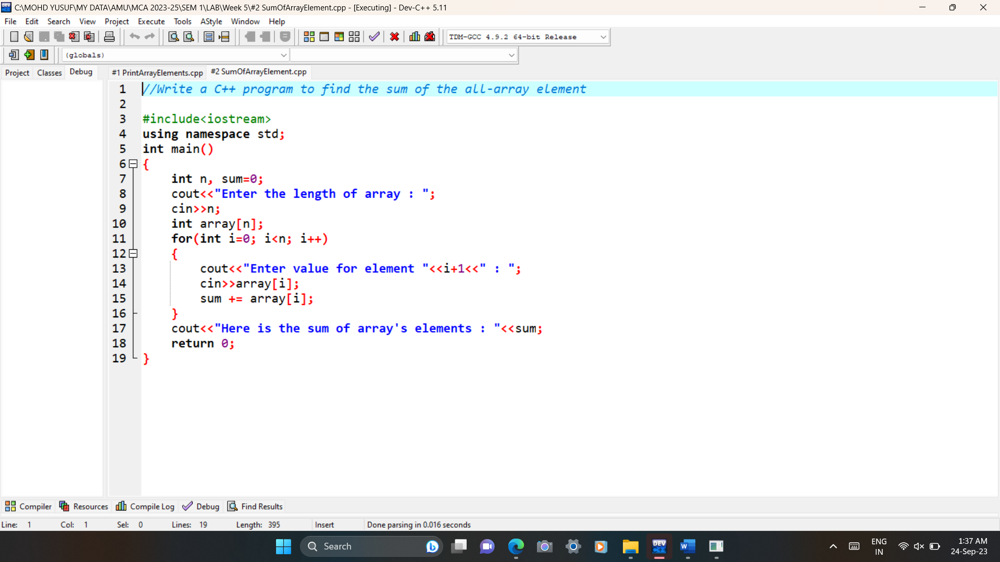 C:\MOHD YUSUF\MY DATA\AMU\MCA 2023-25\SEM 1\LAB\Week 5\#2 SumOfArrayElement.cpp - [Executing] - Dev-C++ 5.11
File Edit Search View Project Execute Tools AStyle Window Help
TDM-GCC 4.9.2 64-bit Release
(globals)
Project Classes Debug #1 PrintArrayElements.cpp #2 SumOfArrayElement.cpp
1 //Write a C++ program to find the sum of the all-array element
2
3 #include<iostream>
4 using namespace std;
5 int main()
6 {
7 int n, sum=0;
8 cout<<"Enter the length of array : ";
9 cin>>n;
10 int array[n];
11 for(int i=0; i<n; i++)
12 {
13 cout<<"Enter value for element "<<i+1<<" : ";
14 cin>>array[i];
15 sum += array[i];
16 }
17 cout<<"Here is the sum of array's elements : "<<sum;
18 return 0;
19 }
Compiler Resources Compile Log Debug Find Results
Line: 1 Col: 1 Sel: 0 Lines: 19 Length: 395 Insert Done parsing in 0.016 seconds
Search DEV C++ W ENG IN 1:37 AM 24-Sep-23